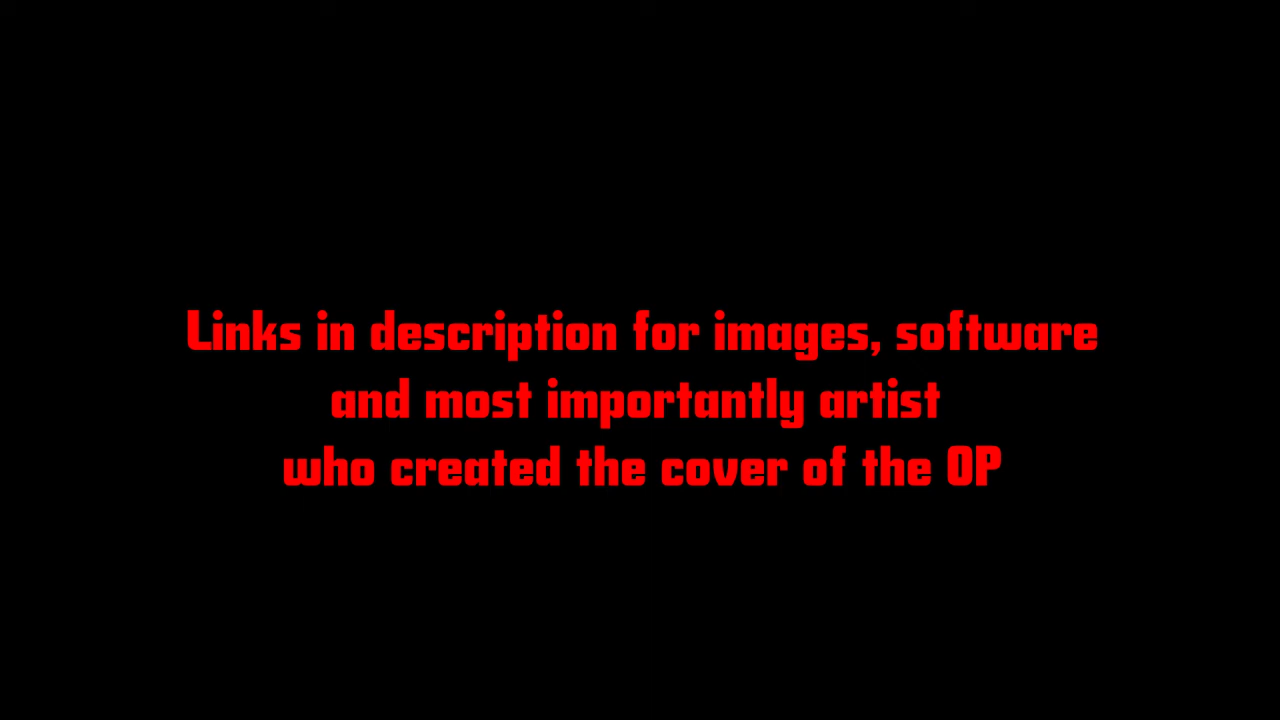 Links in description for images, software
and most importantly artist
who created the cover of the OP